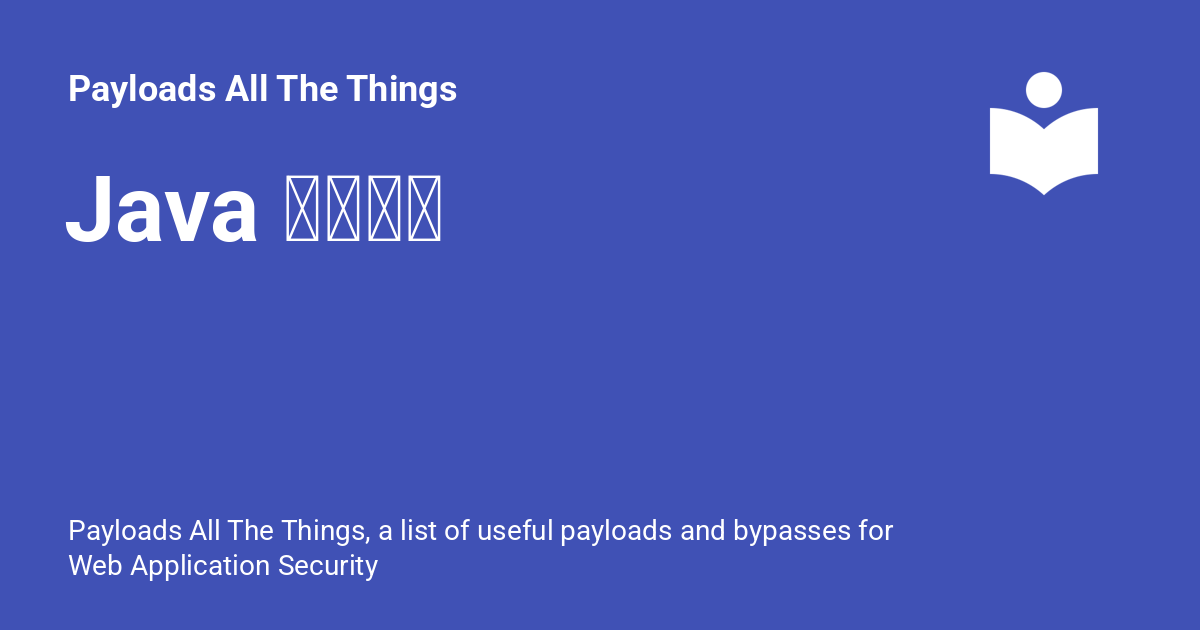 Payloads All The Things
Java
Payloads All The Things, a list of useful payloads and bypasses for
Web Application Security